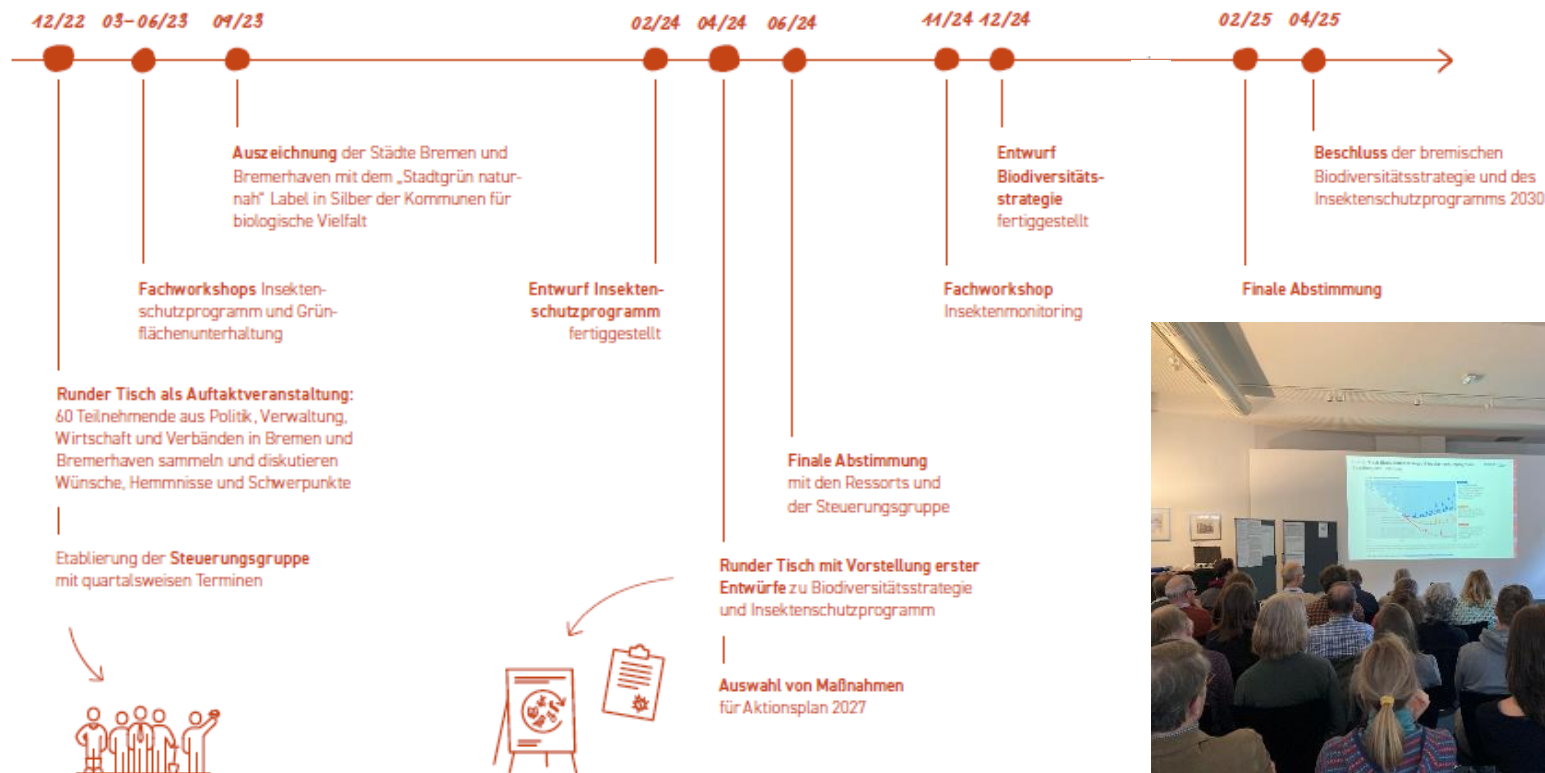 12/22 03–06/23 09/23 02/24 04/24 06/24 11/24 12/24 02/25 04/25
Auszeichnung der Städte Bremen und
Bremerhaven mit dem „Stadtgrün natur-
nah“ Label in Silber der Kommunen für
biologische Vielfalt
Entwurf
Biodiversitäts-
strategie
fertiggestellt
Beschluss der bremischen
Biodiversitätsstrategie und des
Insektenschutzprogramms 2030
Fachworkshops Insekten-
schutzprogramm und Grün-
flächenunterhaltung
Entwurf Insekten-
schutzprogramm
fertiggestellt
Fachworkshop
Insektenmonitoring
Finale Abstimmung
Runder Tisch als Auftaktveranstaltung:
60 Teilnehmende aus Politik, Verwaltung,
Wirtschaft und Verbänden in Bremen und
Bremerhaven sammeln und diskutieren
Wünsche, Hemmnisse und Schwerpunkte
Finale Abstimmung
mit den Ressorts und
der Steuerungsgruppe
Etablierung der Steuerungsgruppe
mit quartalsweisen Terminen
Runder Tisch mit Vorstellung erster
Entwürfe zu Biodiversitätsstrategie
und Insektenschutzprogramm
Auswahl von Maßnahmen
für Aktionsplan 2027